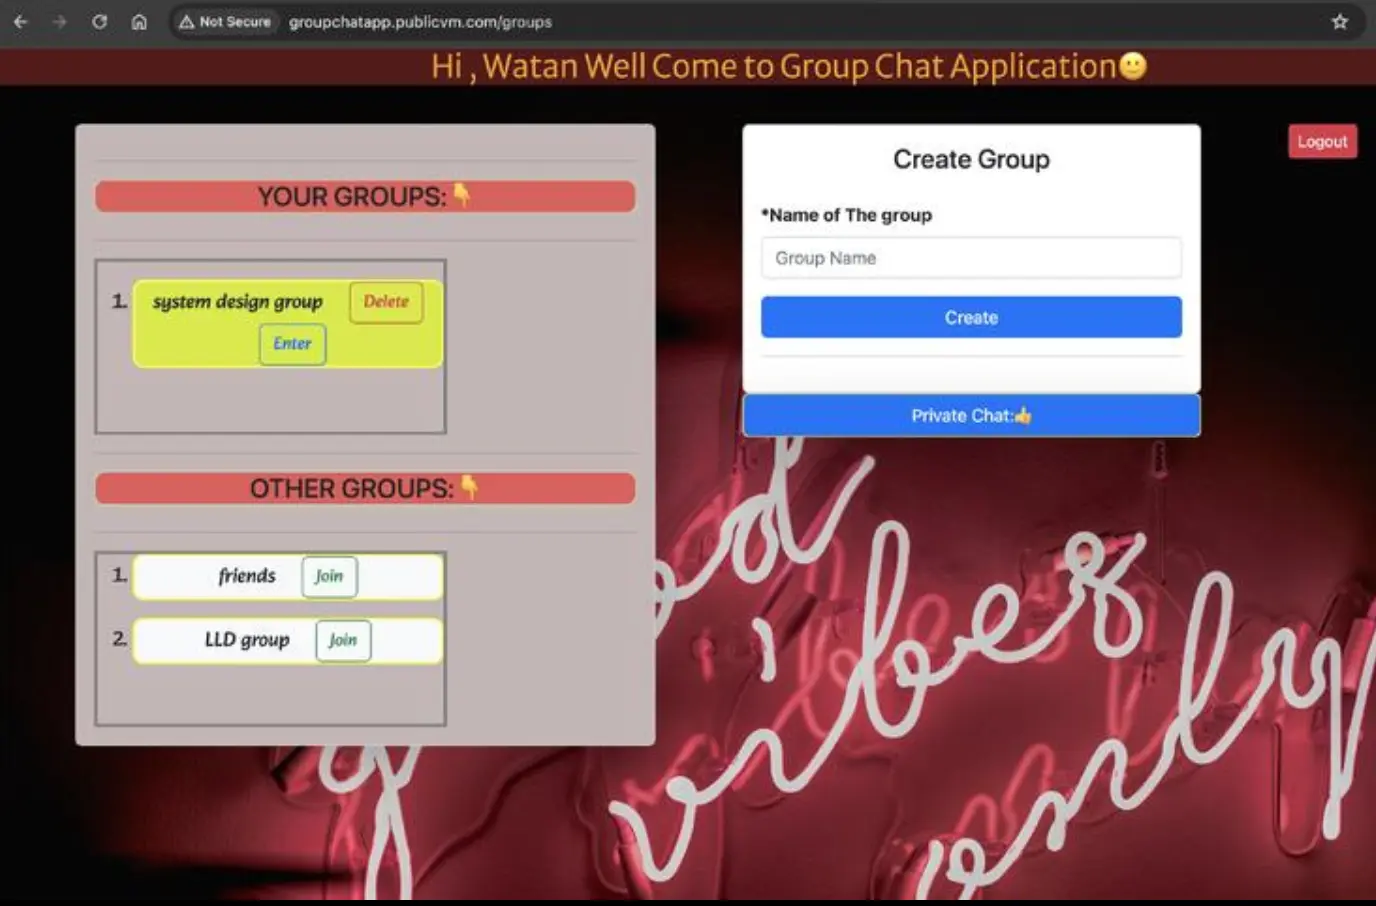 Not Secure groupchatapp.publicvm.com/groups
Hi , Watan Well Come to Group Chat Application🙂
Logout
YOUR GROUPS:👇
1. system design group Delete
Enter
OTHER GROUPS:👇
1. friends Join
2. LLD group Join
Create Group
*Name of The group
Group Name
Create
Private Chat:👍
vibes
only